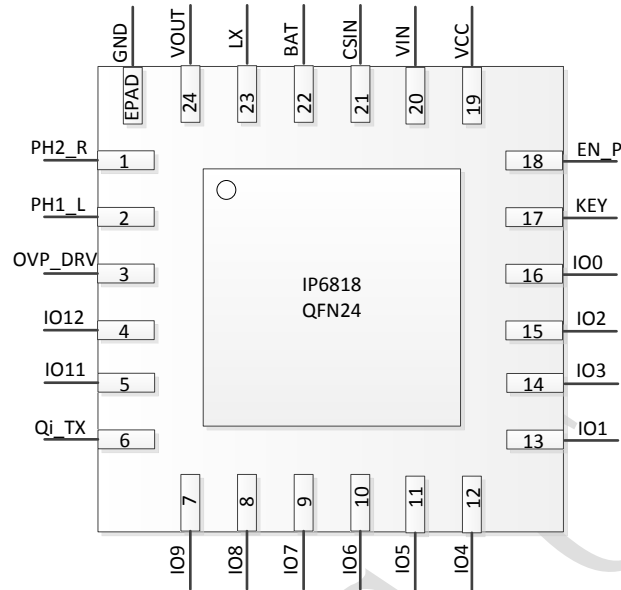 GND
VOUT
LX
BAT
CSIN
VIN
VCC
EPAD
24
23
22
21
20
19
PH2_R
1
PH1_L
2
OVP_DRV
3
IO12
4
IO11
5
Qi_TX
6
IP6818
QFN24
18
EN_P
17
KEY
16
IO0
15
IO2
14
IO3
13
IO1
7
8
9
10
11
12
IO9
IO8
IO7
IO6
IO5
IO4